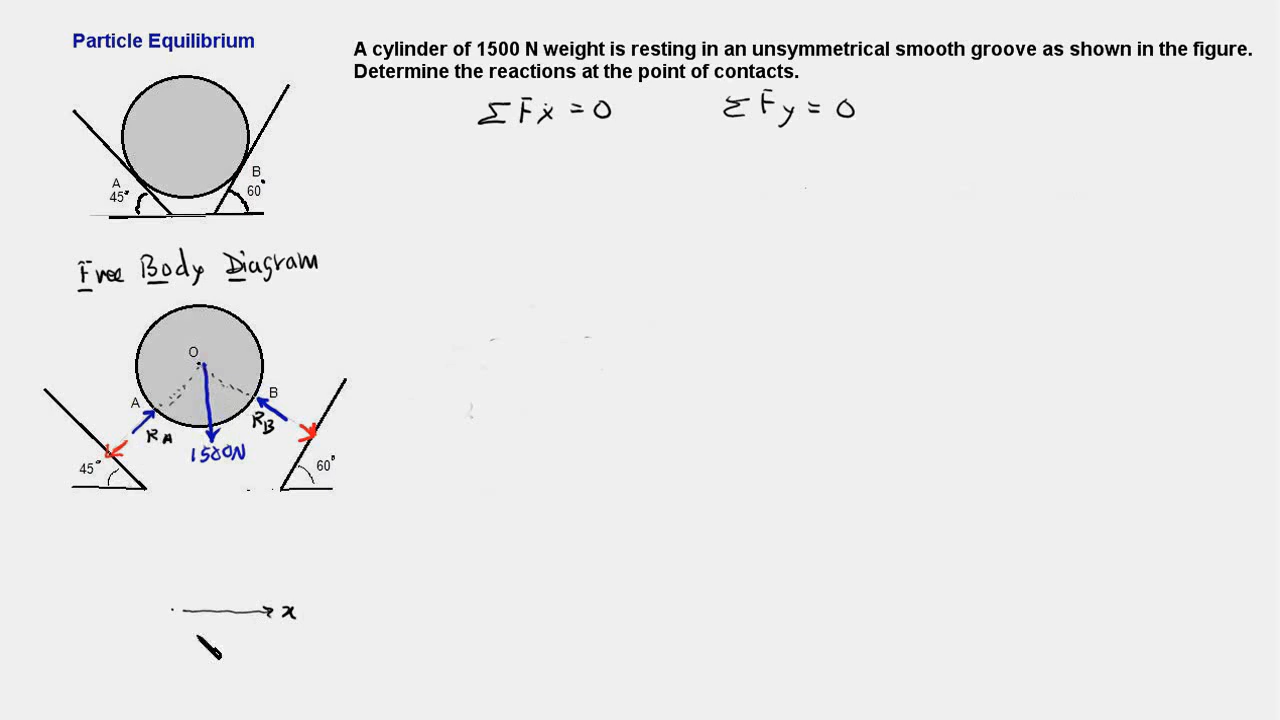 Particle Equilibrium
A cylinder of 1500 N weight is resting in an unsymmetrical smooth groove as shown in the figure.
Determine the reactions at the point of contacts.
ΣFx = 0
ΣFy = 0
A
45°
B
60°
Free Body Diagram
O
A
B
RA
RB
1500N
45°
60°
x